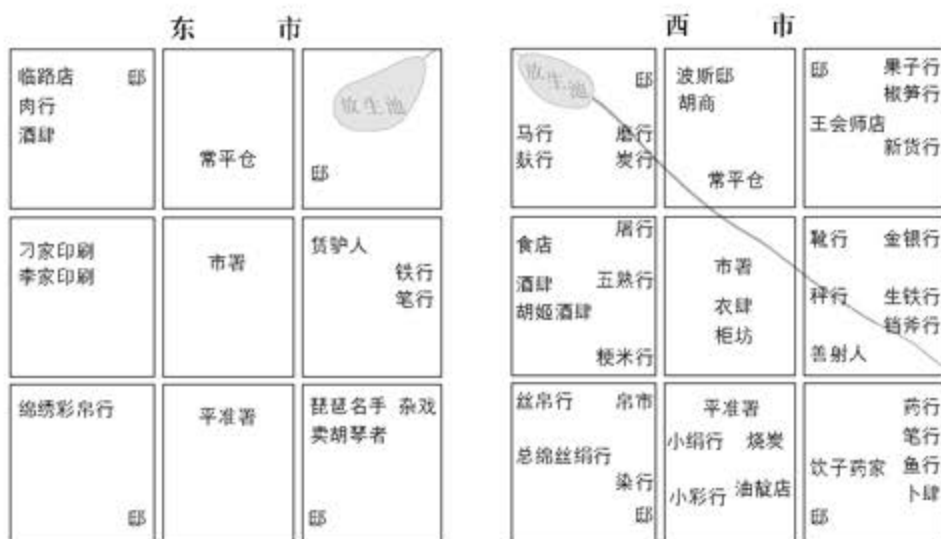 东 市
临路店 邸
肉行
酒肆
常平仓
放生池
邸
刁家印刷
李家印刷
市署
赁驴人
铁行
笔行
绵绣彩帛行
邸
平准署
琵琶名手 杂戏
卖胡琴者
邸
西 市
放生池
邸
马行 磨行
麸行 炭行
波斯邸
胡商
常平仓
邸 果子行
椒笋行
王会师店
新货行
屠行
食店
酒肆 五熟行
胡姬酒肆
粳米行
市署
衣肆
柜坊
靴行 金银行
秤行 生铁行
铛斧行
善射人
丝帛行 帛市
总绵丝绢行
染行
邸
平准署
小绢行 烧炭
小彩行 油靛店
药行
笔行
饮子药家 鱼行
卜肆
邸